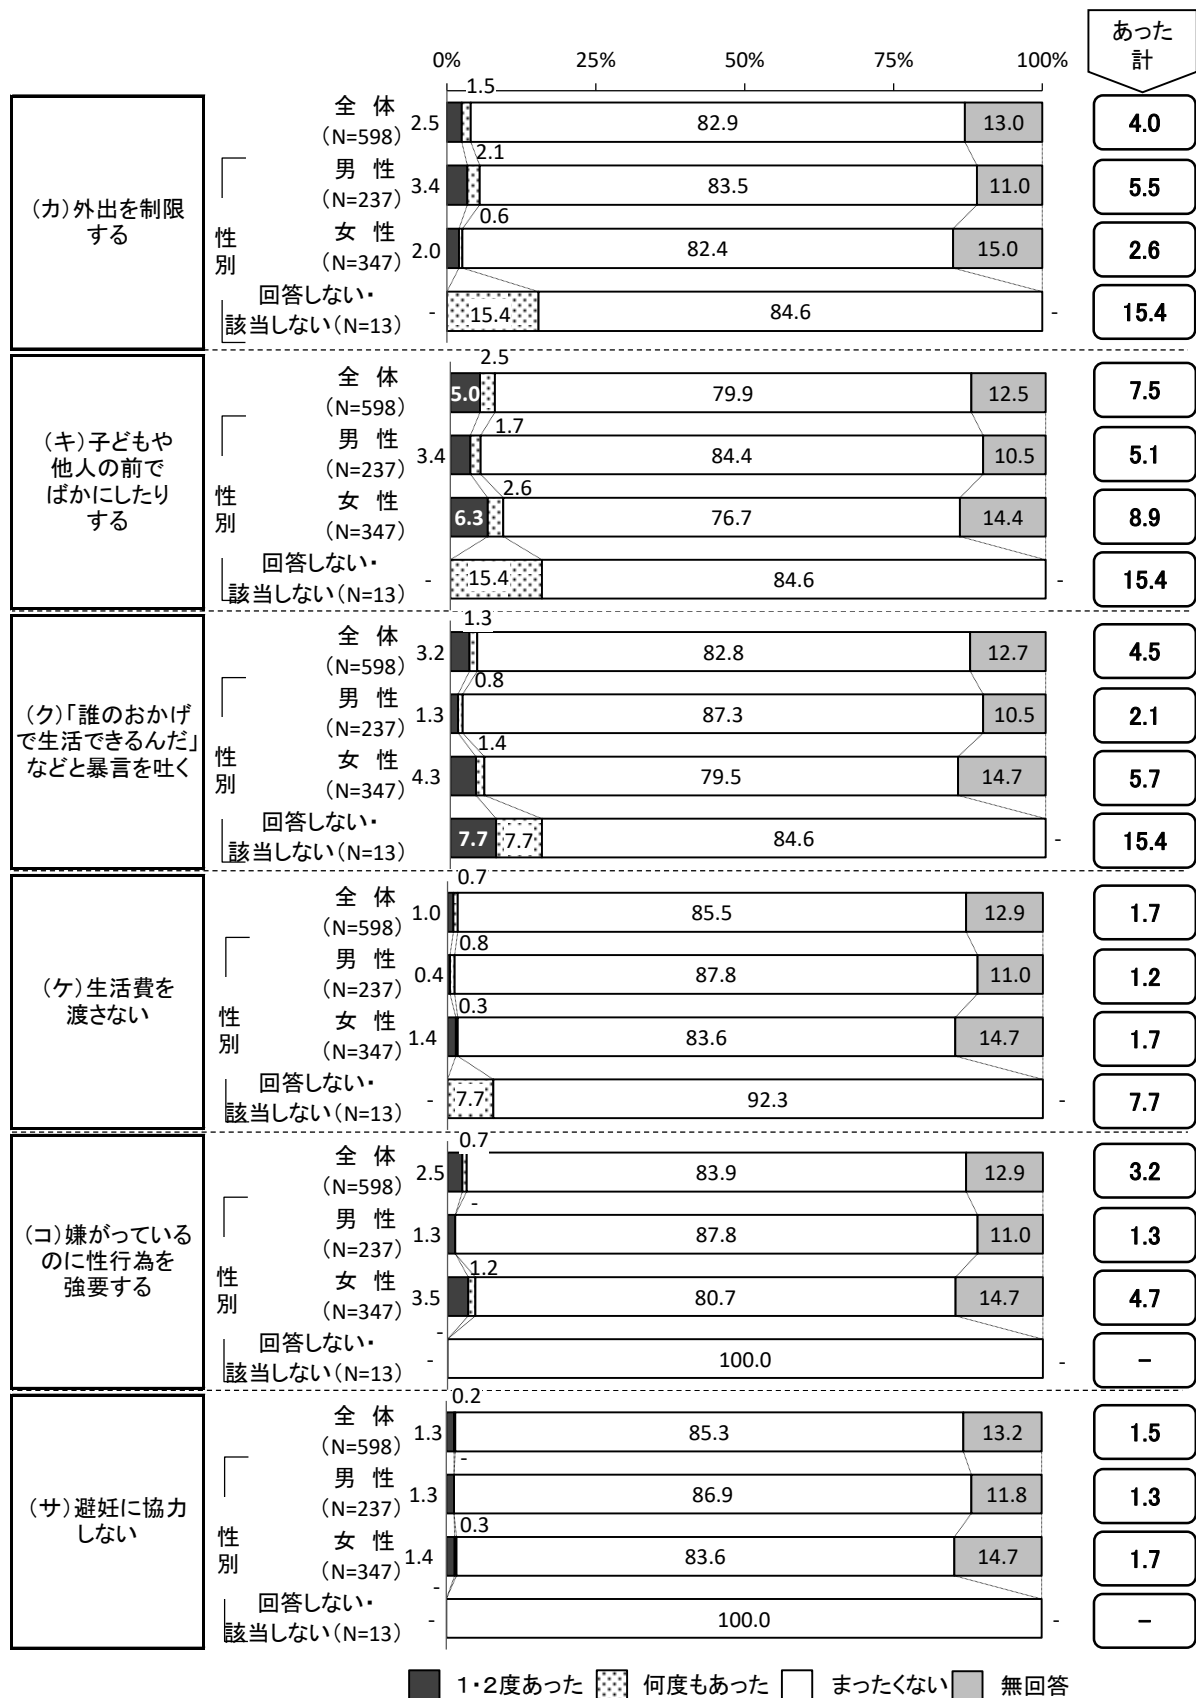 あった
計
0% 25% 50% 75% 100%
(カ)外出を制限
する
性
別
1.5
全 体
(N=598) 2.5 82.9 13.0 4.0
2.1
男 性
(N=237) 3.4 83.5 11.0 5.5
0.6
女 性
(N=347) 2.0 82.4 15.0 2.6
回答しない・
該当しない(N=13) - 15.4 84.6 - 15.4
(キ)子どもや
他人の前で
ばかにしたり
する
性
別
2.5
全 体
(N=598) 5.0 79.9 12.5 7.5
1.7
男 性
(N=237) 3.4 84.4 10.5 5.1
2.6
女 性
(N=347) 6.3 76.7 14.4 8.9
回答しない・
該当しない(N=13) - 15.4 84.6 - 15.4
(ク)「誰のおかげ
で生活できるんだ」
などと暴言を吐く
性
別
1.3
全 体
(N=598) 3.2 82.8 12.7 4.5
0.8
男 性
(N=237) 1.3 87.3 10.5 2.1
1.4
女 性
(N=347) 4.3 79.5 14.7 5.7
回答しない・
該当しない(N=13) 7.7 7.7 84.6 - 15.4
(ケ)生活費を
渡さない
性
別
0.7
全 体
(N=598) 1.0 85.5 12.9 1.7
0.8
男 性
(N=237) 0.4 87.8 11.0 1.2
0.3
女 性
(N=347) 1.4 83.6 14.7 1.7
回答しない・
該当しない(N=13) - 7.7 92.3 - 7.7
(コ)嫌がっている
のに性行為を
強要する
性
別
0.7
全 体
(N=598) 2.5 83.9 12.9 3.2
-
男 性
(N=237) 1.3 87.8 11.0 1.3
1.2
女 性
(N=347) 3.5 80.7 14.7 4.7
-
回答しない・
該当しない(N=13) - 100.0 - -
(サ)避妊に協力
しない
性
別
0.2
全 体
(N=598) 1.3 85.3 13.2 1.5
-
男 性
(N=237) 1.3 86.9 11.8 1.3
0.3
女 性
(N=347) 1.4 83.6 14.7 1.7
-
回答しない・
該当しない(N=13) - 100.0 - -
1・2度あった 何度もあった まったくない 無回答